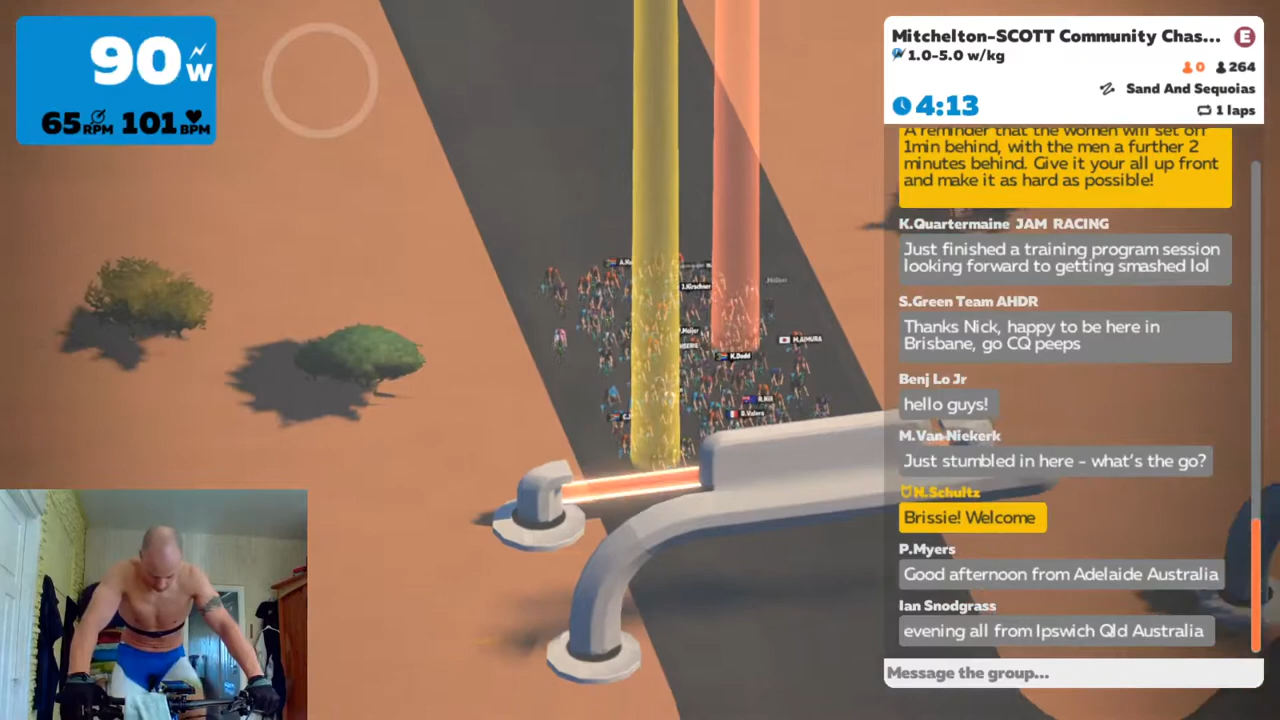 90 W
65 RPM 101 BPM
Mitchelton-SCOTT Community Chas...
E
1.0-5.0 w/kg
0 264
Sand And Sequoias
4:13
1 laps
A reminder that the women will set off
1min behind, with the men a further 2
minutes behind. Give it your all up front
and make it as hard as possible!
K.Quartermaine JAM RACING
Just finished a training program session
looking forward to getting smashed lol
S.Green Team AHDR
Thanks Nick, happy to be here in
Brisbane, go CQ peeps
Benj Lo Jr
hello guys!
M.Van Niekerk
Just stumbled in here - what's the go?
N.Schultz
Brissie! Welcome
P.Myers
Good afternoon from Adelaide Australia
Ian Snodgrass
evening all from Ipswich Qld Australia
Message the group...
J.Kirschner
M.AIMURA
K.Dodd
R.Hill